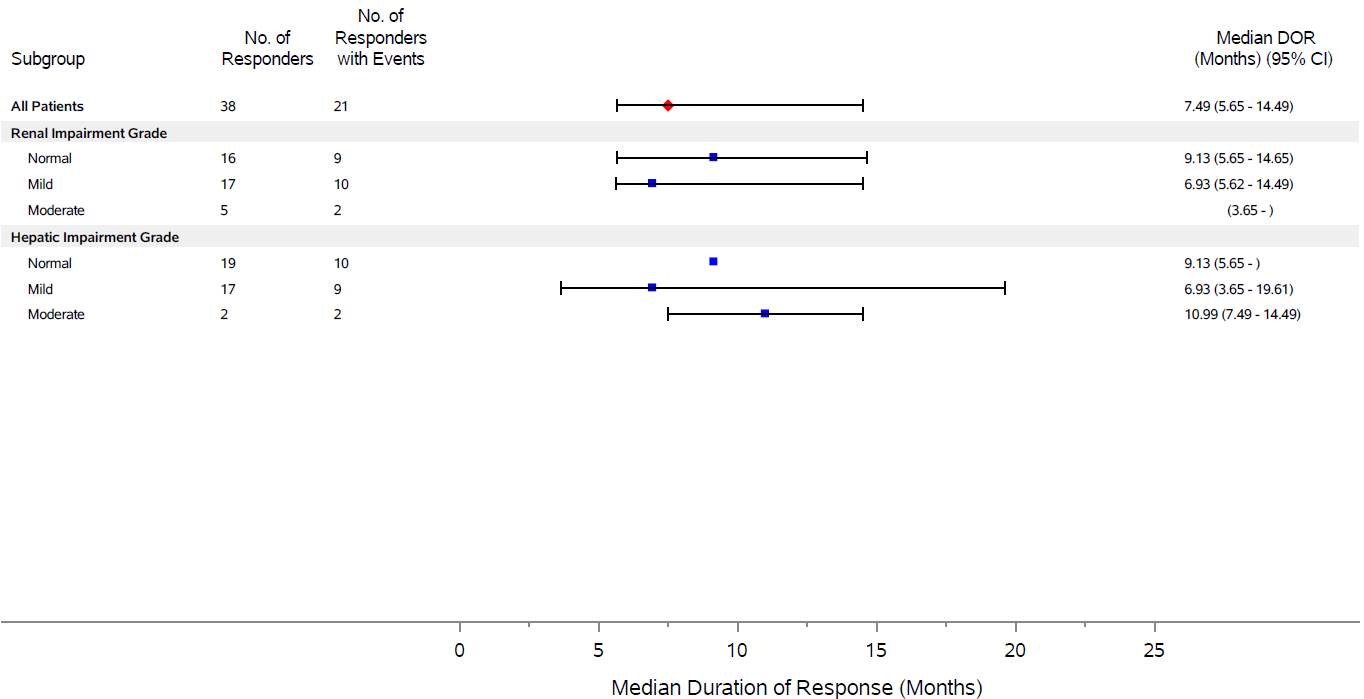 No. of
No. of Responders Median DOR
Subgroup Responders with Events (Months) (95% CI)
All Patients 38 21 7.49 (5.65 - 14.49)
Renal Impairment Grade
Normal 16 9 9.13 (5.65 - 14.65)
Mild 17 10 6.93 (5.62 - 14.49)
Moderate 5 2 (3.65 - )
Hepatic Impairment Grade
Normal 19 10 9.13 (5.65 - )
Mild 17 9 6.93 (3.65 - 19.61)
Moderate 2 2 10.99 (7.49 - 14.49)
0 5 10 15 20 25
Median Duration of Response (Months)